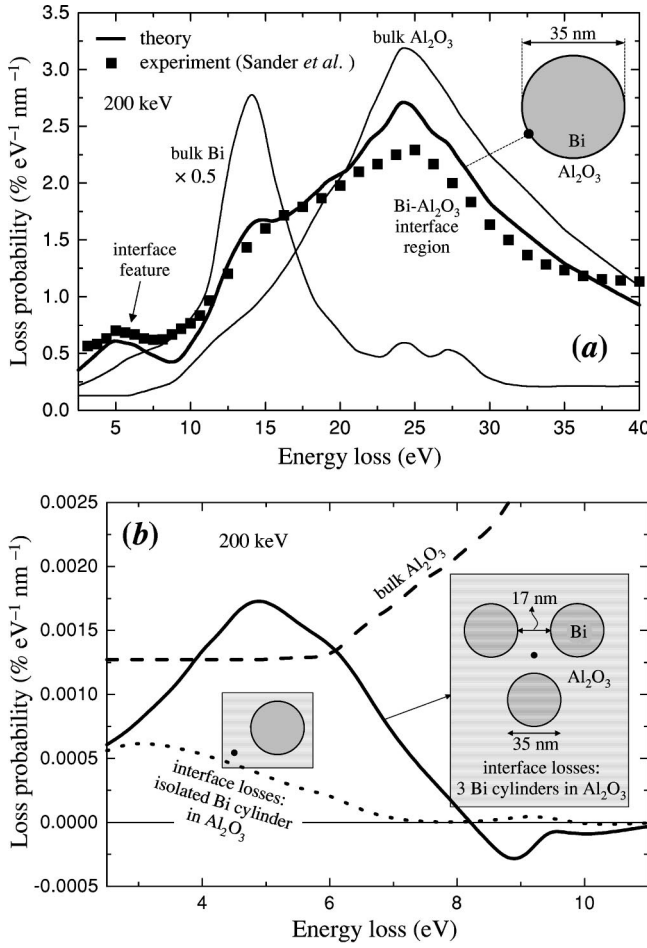 3.5
3.0
2.5
2.0
1.5
1.0
0.5
0.0
Loss probability (% eV⁻¹ nm⁻¹)
theory
experiment (Sander et al. )
200 keV
bulk Bi
× 0.5
bulk Al₂O₃
35 nm
Bi
Al₂O₃
Bi-Al₂O₃
interface
region
interface
feature
(a)
5 10 15 20 25 30 35 40
Energy loss (eV)
0.0025
0.0020
0.0015
0.0010
0.0005
0.0000
-0.0005
Loss probability (% eV⁻¹ nm⁻¹)
(b)
200 keV
bulk Al₂O₃
17 nm
Bi
Al₂O₃
35 nm
interface losses:
3 Bi cylinders in Al₂O₃
interface losses:
isolated Bi cylinder
in Al₂O₃
4 6 8 10
Energy loss (eV)